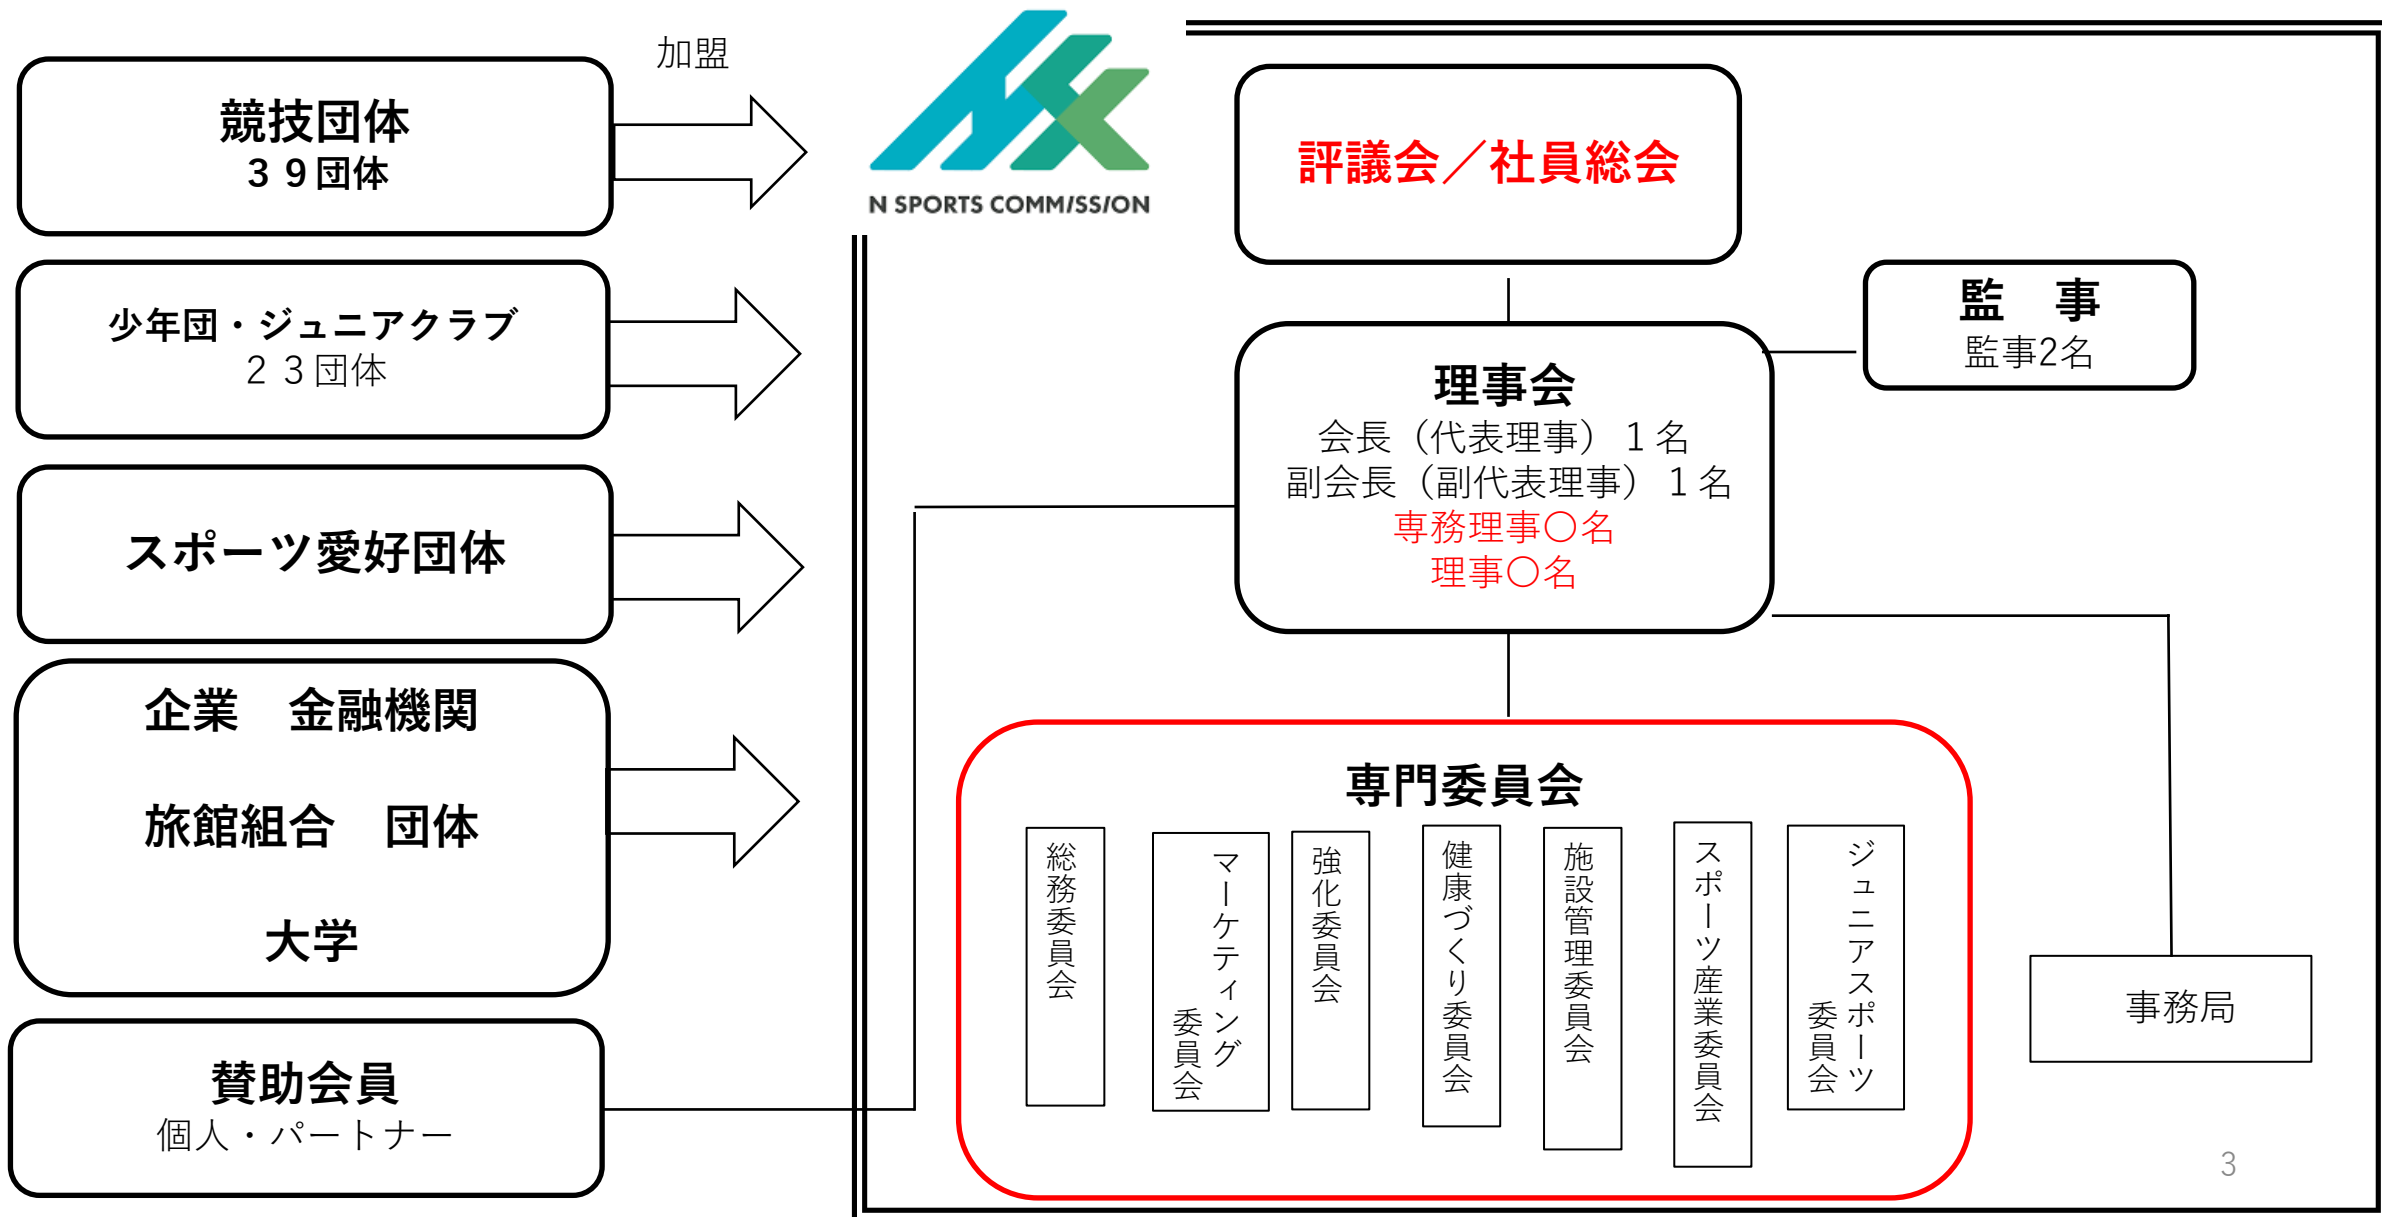 加盟
競技団体
３９団体
少年団・ジュニアクラブ
２３団体
スポーツ愛好団体
企業　金融機関
旅館組合　団体
大学
賛助会員
個人・パートナー
N SPORTS COMM/SS/ON
評議会／社員総会
監　事
監事2名
理事会
会長（代表理事）１名
副会長（副代表理事）１名
専務理事〇名
理事〇名
専門委員会
総務委員会
マーケティング
委員会
強化委員会
健康づくり委員会
施設管理委員会
スポーツ産業委員会
ジュニアスポーツ
委員会
事務局
3